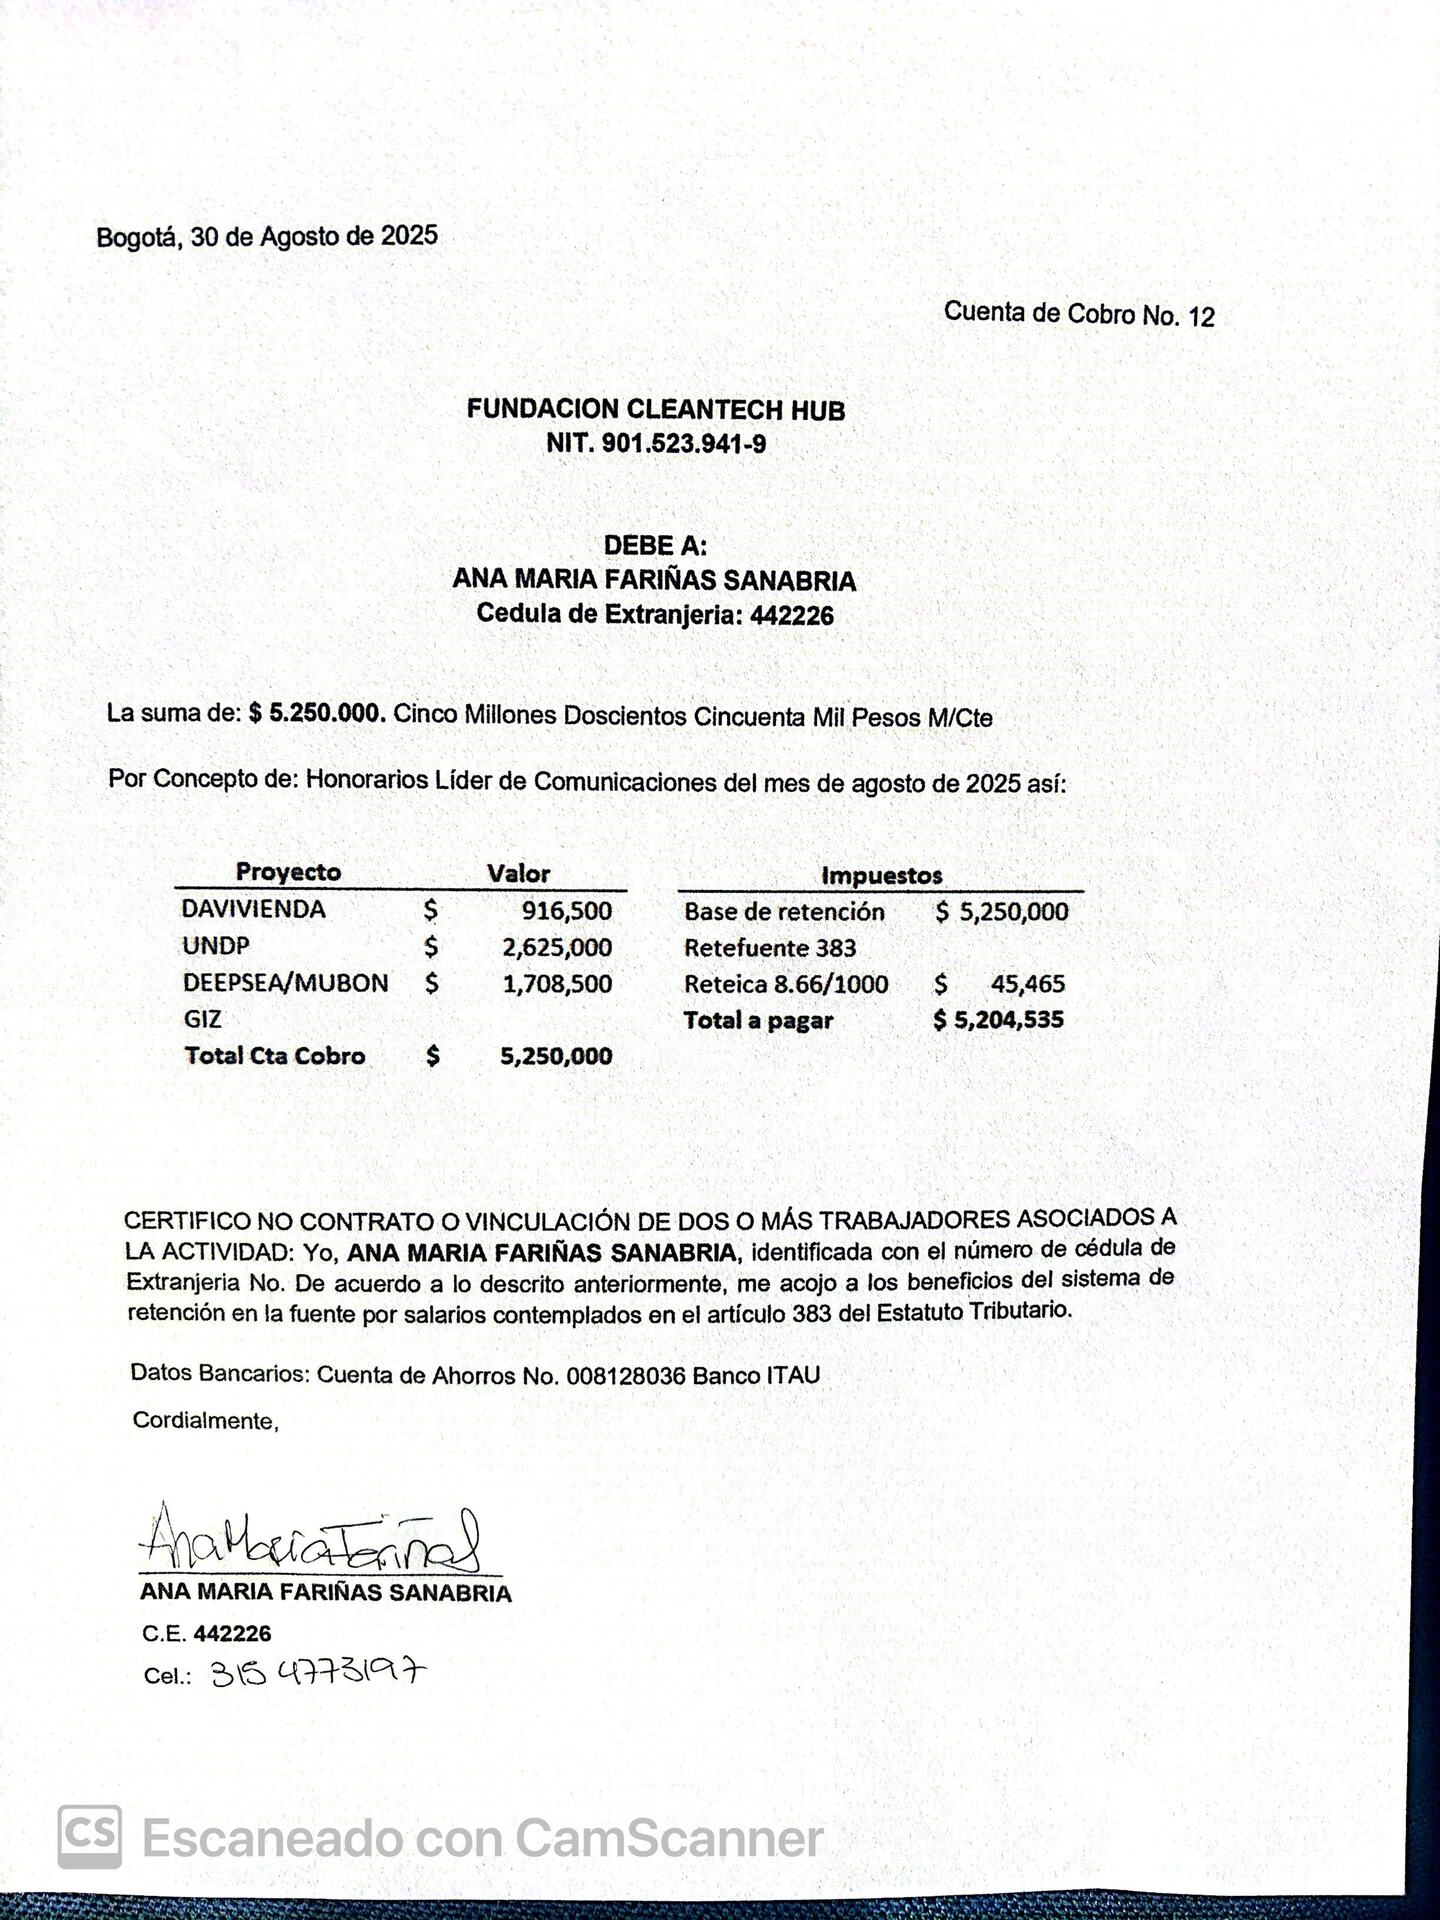 Bogotá, 30 de Agosto de 2025
Cuenta de Cobro No. 12
FUNDACION CLEANTECH HUB
NIT. 901.523.941-9
DEBE A:
ANA MARIA FARIÑAS SANABRIA
Cedula de Extranjeria: 442226
La suma de: $ 5.250.000. Cinco Millones Doscientos Cincuenta Mil Pesos M/Cte
Por Concepto de: Honorarios Líder de Comunicaciones del mes de agosto de 2025 así:
Proyecto Valor Impuestos
DAVIVIENDA $ 916,500 Base de retención $ 5,250,000
UNDP $ 2,625,000 Retefuente 383
DEEPSEA/MUBON $ 1,708,500 Reteica 8.66/1000 $ 45,465
GIZ Total a pagar $ 5,204,535
Total Cta Cobro $ 5,250,000
CERTIFICO NO CONTRATO O VINCULACIÓN DE DOS O MÁS TRABAJADORES ASOCIADOS A
LA ACTIVIDAD: Yo, ANA MARIA FARIÑAS SANABRIA, identificada con el número de cédula de
Extranjeria No. De acuerdo a lo descrito anteriormente, me acojo a los beneficios del sistema de
retención en la fuente por salarios contemplados en el artículo 383 del Estatuto Tributario.
Datos Bancarios: Cuenta de Ahorros No. 008128036 Banco ITAU
Cordialmente,
Ana María Fariñas
ANA MARIA FARIÑAS SANABRIA
C.E. 442226
Cel.: 315 4773197
CS Escaneado con CamScanner